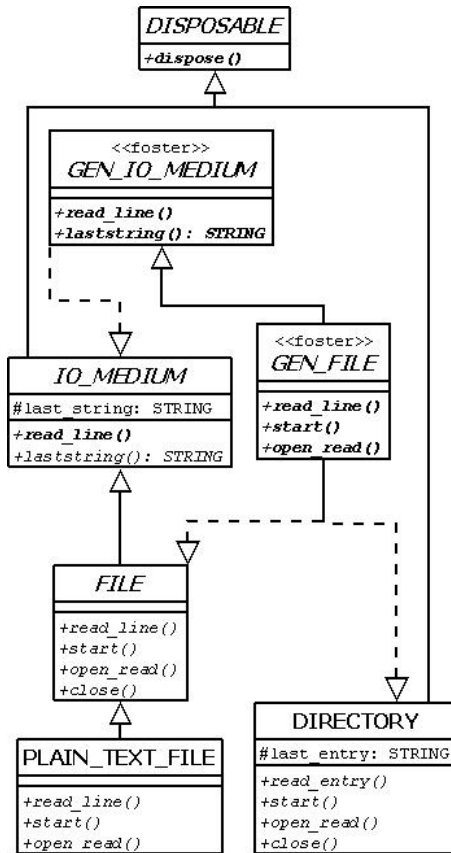 DISPOSABLE
+dispose()
<<foster>>
GEN_IO_MEDIUM
+read_line()
+laststring(): STRING
IO_MEDIUM
#last_string: STRING
+read_line()
+laststring(): STRING
<<foster>>
GEN_FILE
+read_line()
+start()
+open_read()
FILE
+read_line()
+start()
+open_read()
+close()
PLAIN_TEXT_FILE
+read_line()
+start()
+open_read()
DIRECTORY
#last_entry: STRING
+read_entry()
+start()
+open_read()
+close()